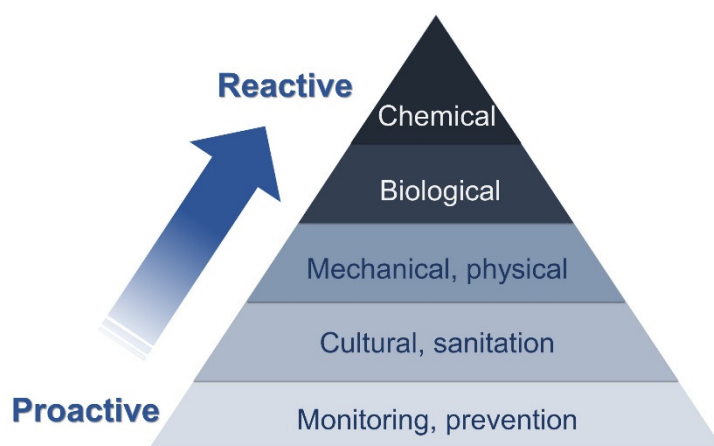 Reactive
Chemical
Biological
Mechanical, physical
Cultural, sanitation
Proactive
Monitoring, prevention